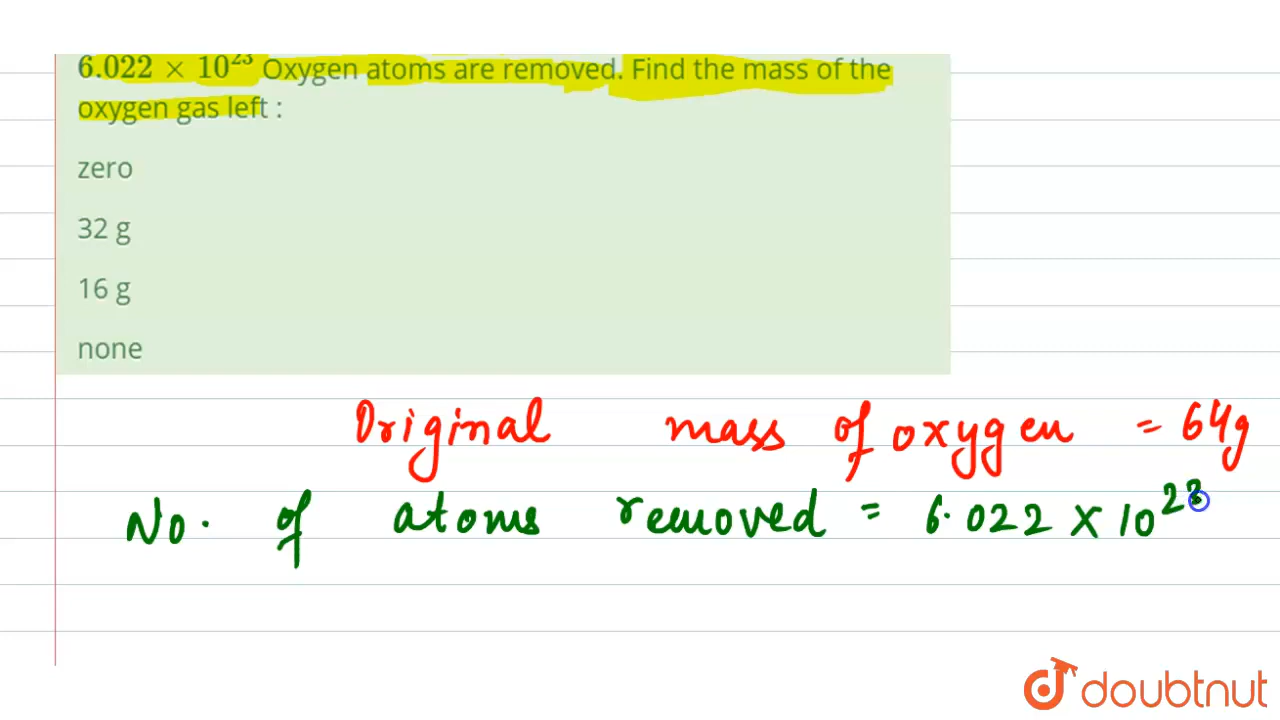 6.022 × 10²³ Oxygen atoms are removed. Find the mass of the
oxygen gas left :
zero
32 g
16 g
none
Original mass of oxygen = 64g
No. of atoms removed = 6.022 × 10²³
doubtnut